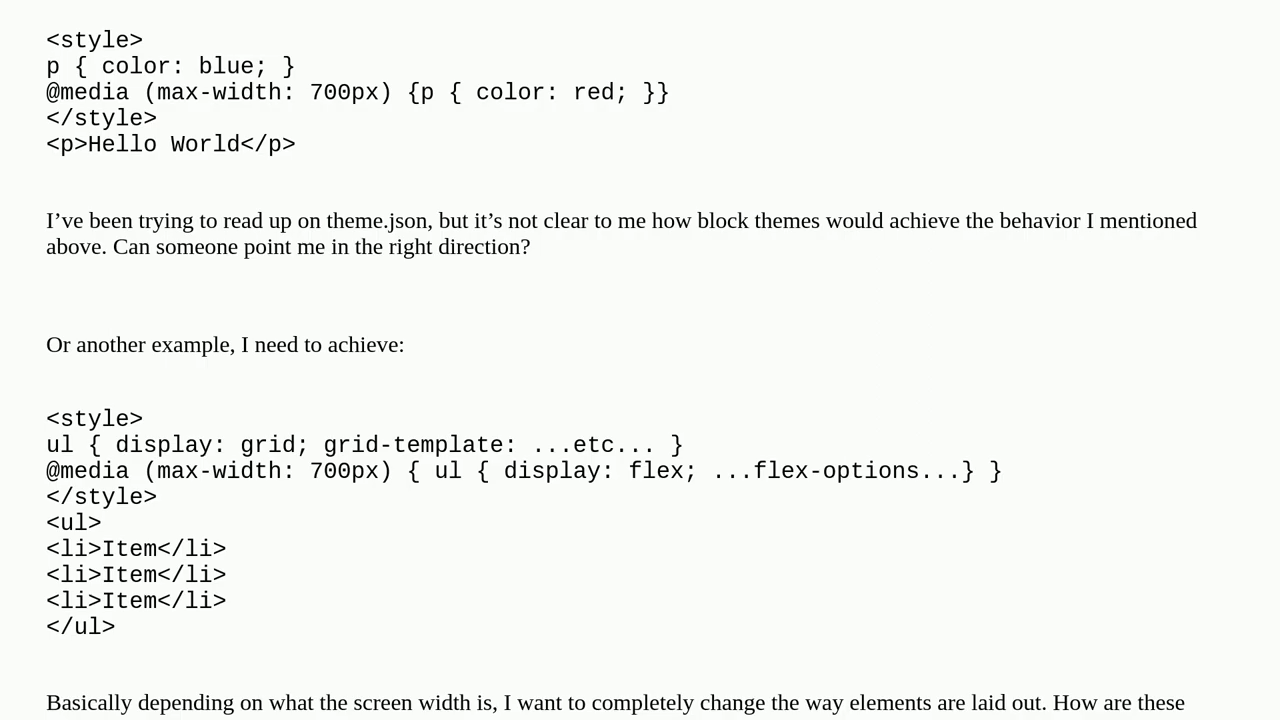 <style>
p { color: blue; }
@media (max-width: 700px) {p { color: red; }}
</style>
<p>Hello World</p>
I’ve been trying to read up on theme.json, but it’s not clear to me how block themes would achieve the behavior I mentioned
above. Can someone point me in the right direction?
Or another example, I need to achieve:
<style>
ul { display: grid; grid-template: ...etc... }
@media (max-width: 700px) { ul { display: flex; ...flex-options...} }
</style>
<ul>
<li>Item</li>
<li>Item</li>
<li>Item</li>
</ul>
Basically depending on what the screen width is, I want to completely change the way elements are laid out. How are these